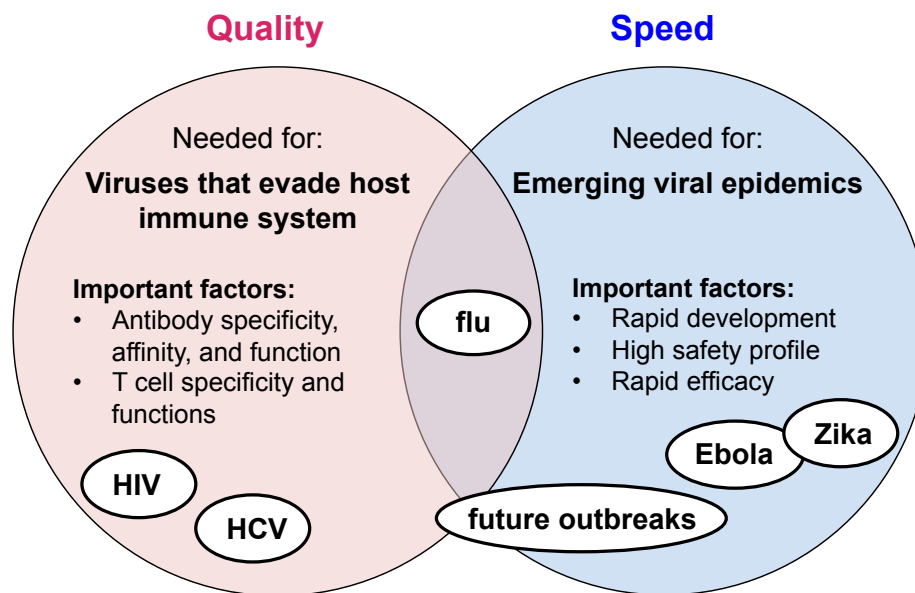 Quality
Needed for:
Viruses that evade host
immune system
Important factors:
• Antibody specificity,
affinity, and function
• T cell specificity and
functions
HIV
HCV
flu
Speed
Needed for:
Emerging viral epidemics
Important factors:
• Rapid development
• High safety profile
• Rapid efficacy
Ebola
Zika
future outbreaks